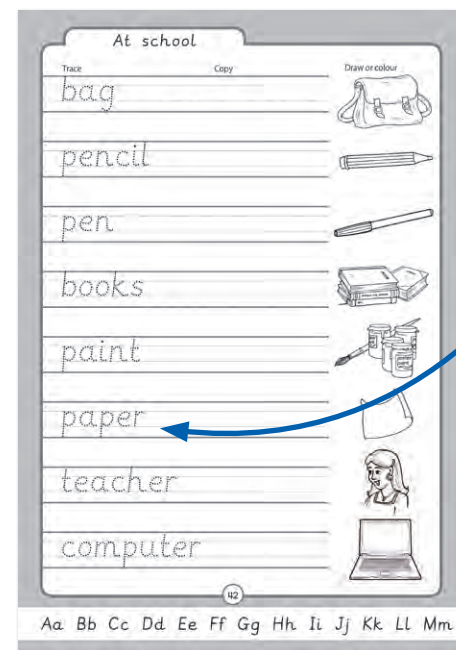 At school
Trace Copy Draw or colour
bag
pencil
pen
books
paint
paper
teacher
computer
42
Aa Bb Cc Dd Ee Ff Gg Hh Ii Jj Kk Ll Mm